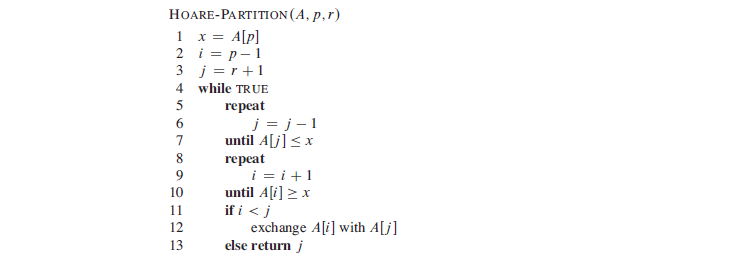 HOARE-PARTITION(A, p, r)
1 x = A[p]
2 i = p − 1
3 j = r + 1
4 while TRUE
5 repeat
6 j = j − 1
7 until A[j] ≤ x
8 repeat
9 i = i + 1
10 until A[i] ≥ x
11 if i < j
12 exchange A[i] with A[j]
13 else return j